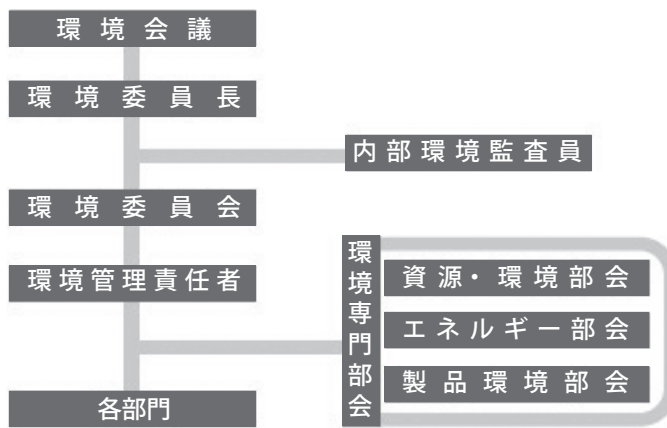 環境会議
環境委員長
内部環境監査員
環境委員会
環境管理責任者
環境専門部会
資源・環境部会
エネルギー部会
製品環境部会
各部門